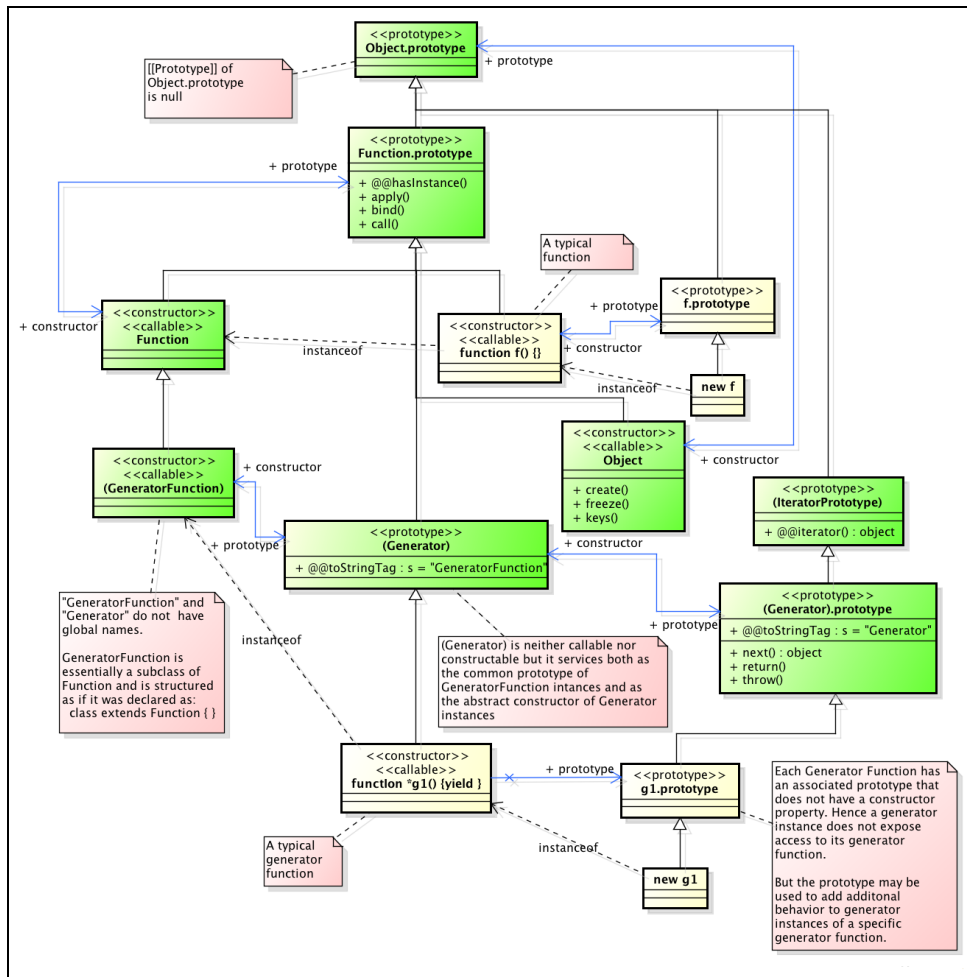 <<prototype>>
Object.prototype
+ prototype
[[Prototype]] of
Object.prototype
is null
<<prototype>>
Function.prototype
+ @@hasInstance()
+ apply()
+ bind()
+ call()
+ prototype
A typical
function
<<prototype>>
f.prototype
+ prototype
<<constructor>>
<<callable>>
Function
+ constructor
<<constructor>>
<<callable>>
function f() {}
+ constructor
instanceof
instanceof
new f
<<constructor>>
<<callable>>
Object
+ create()
+ freeze()
+ keys()
+ constructor
<<constructor>>
<<callable>>
(GeneratorFunction)
+ constructor
<<prototype>>
(IteratorPrototype)
+ @@iterator() : object
+ prototype
<<prototype>>
(Generator)
+ @@toStringTag : s = "GeneratorFunction"
+ constructor
<<prototype>>
(Generator).prototype
+ @@toStringTag : s = "Generator"
+ next() : object
+ return()
+ throw()
+ prototype
"GeneratorFunction" and
"Generator" do not  have
global names.
GeneratorFunction is
essentially a subclass of
Function and is structured
as if it was declared as:
class extends Function { }
instanceof
(Generator) is neither callable nor
constructable but it services both as
the common prototype of
GeneratorFunction intances and as
the abstract constructor of Generator
instances
<<constructor>>
<<callable>>
function *g1() {yield }
+ prototype
<<prototype>>
g1.prototype
Each Generator Function has
an associated prototype that
does not have a constructor
property. Hence a generator
instance does not expose
access to its generator
function.
But the prototype may be
used to add additonal
behavior to generator
instances of a specific
generator function.
A typical
generator
function
instanceof
new g1